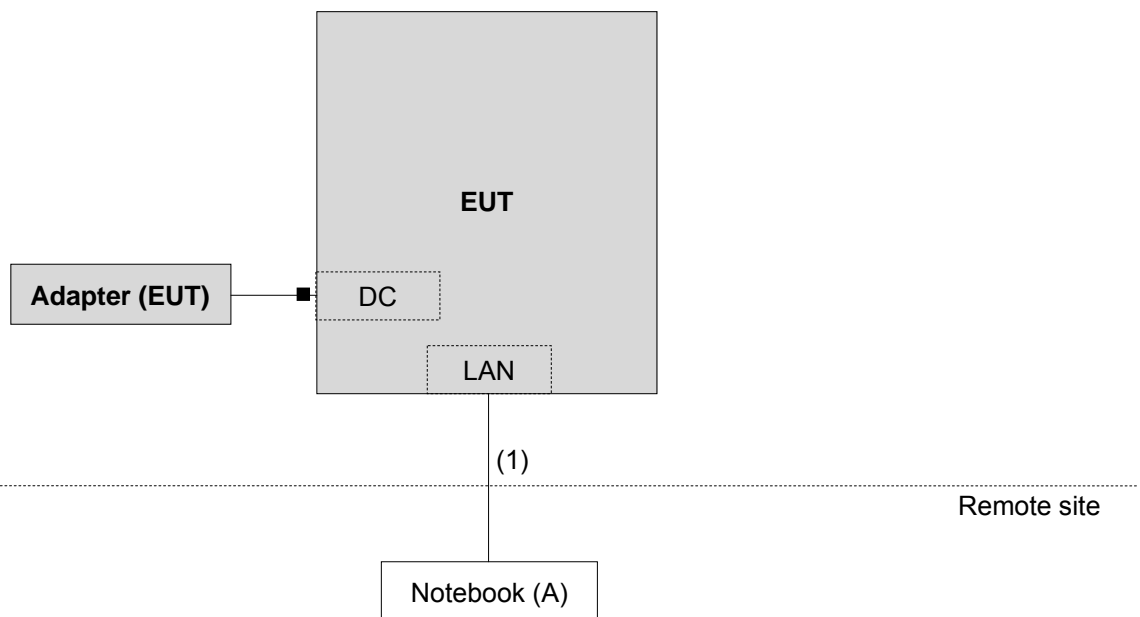 EUT
Adapter (EUT)
DC
LAN
(1)
Remote site
Notebook (A)